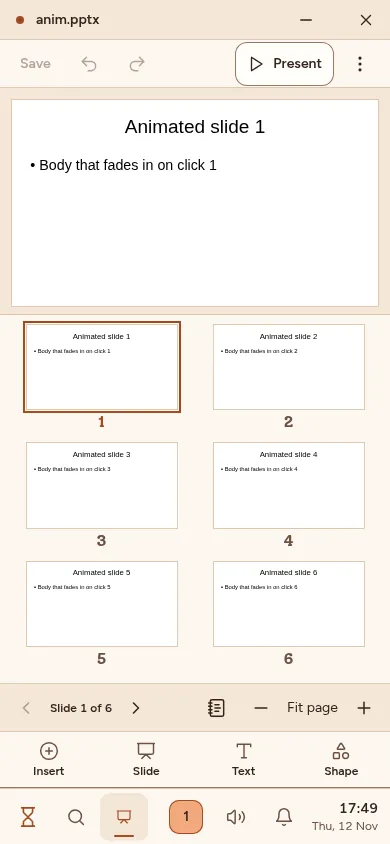 anim.pptx
Save
Present
Animated slide 1
• Body that fades in on click 1
Animated slide 1
• Body that fades in on click 1
1
Animated slide 2
• Body that fades in on click 2
2
Animated slide 3
• Body that fades in on click 3
3
Animated slide 4
• Body that fades in on click 4
4
Animated slide 5
• Body that fades in on click 5
5
Animated slide 6
• Body that fades in on click 6
6
Slide 1 of 6
Fit page
Insert
Slide
Text
Shape
1
17:49
Thu, 12 Nov